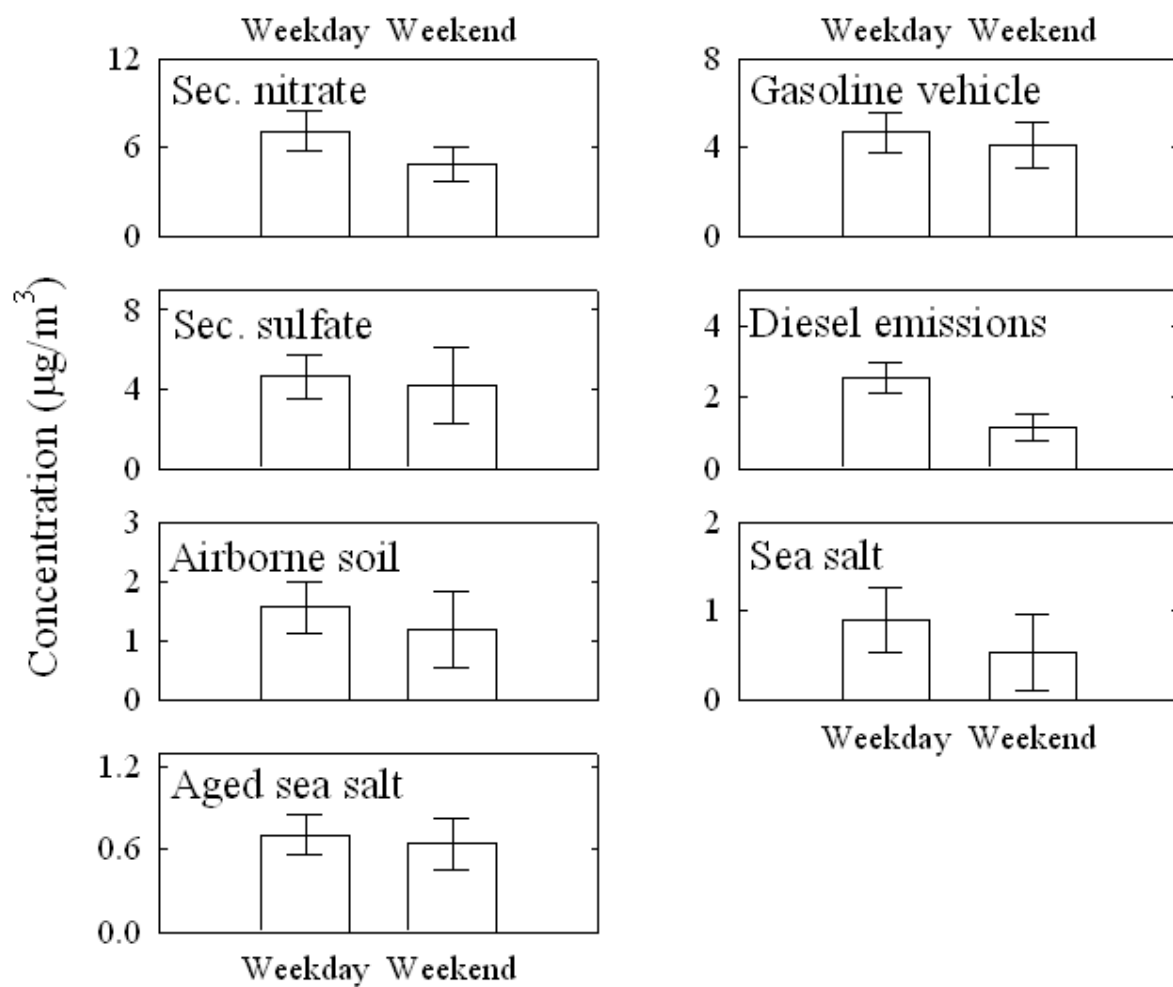 Weekday Weekend
12
Sec. nitrate
6
0
Weekday Weekend
8
Gasoline vehicle
4
0
Concentration (µg/m³)
8
Sec. sulfate
4
0
4
Diesel emissions
2
0
3
Airborne soil
2
1
0
2
Sea salt
1
0
Weekday Weekend
1.2
Aged sea salt
0.6
0.0
Weekday Weekend